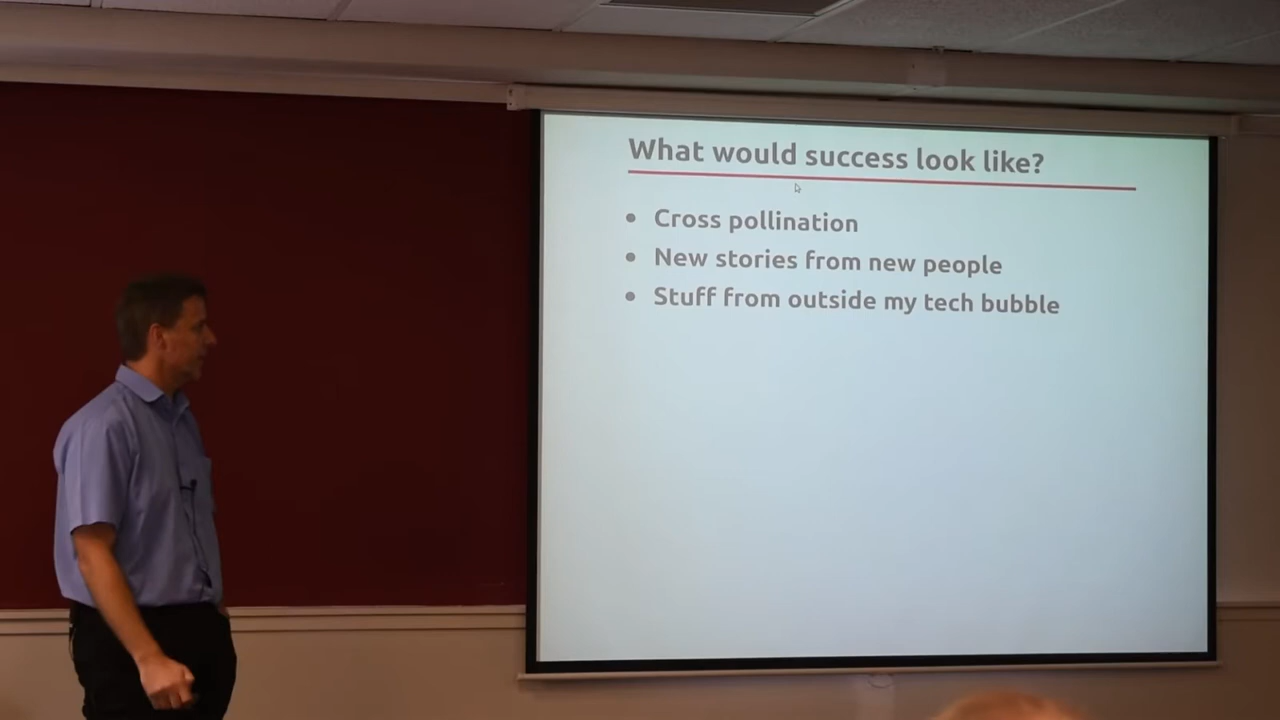 What would success look like?
Cross pollination
New stories from new people
Stuff from outside my tech bubble